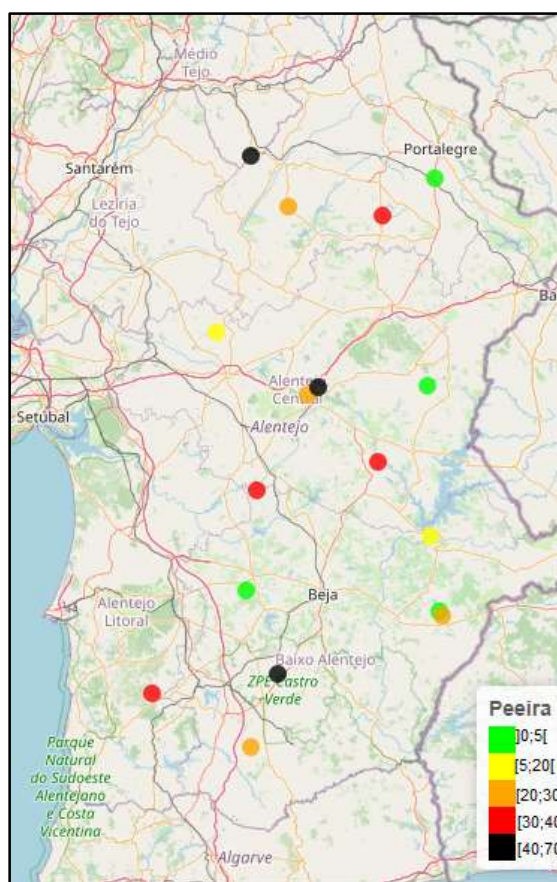 Médio
Tejo
Santarém
Portalegre
Lezíria
do Tejo
Ba
Alentejo
Central
Setúbal
Alentejo
Beja
Alentejo
Litoral
Baixo Alentejo
ZPE Castro
Verde
Parque
Natural
do Sudoeste
Alentejano
e Costa
Vicentina
Algarve
Peeira
]0;5[
[5;20[
[20;30
[30;40
[40;70